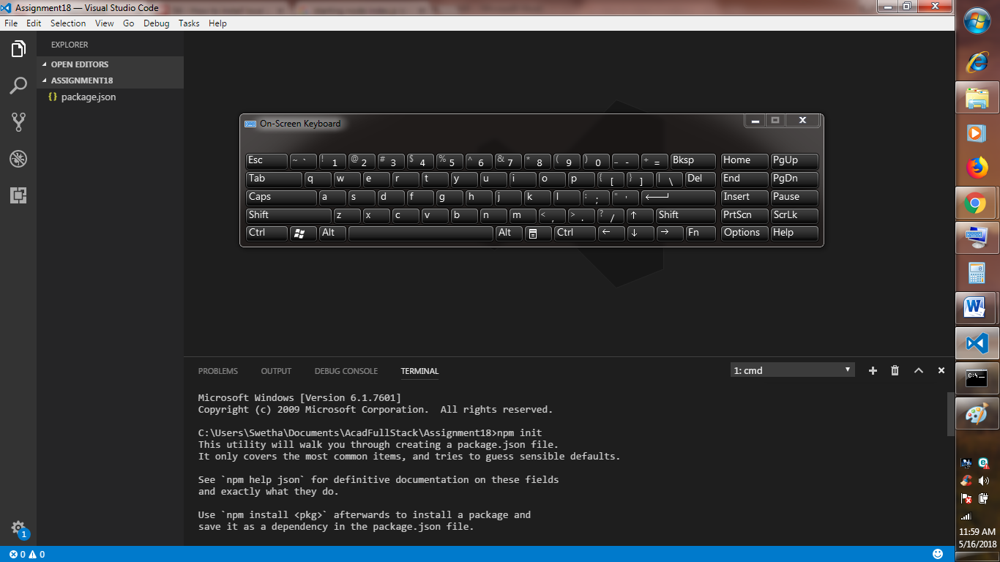 Assignment18 — Visual Studio Code
File Edit Selection View Go Debug Tasks Help
EXPLORER
OPEN EDITORS
ASSIGNMENT18
{} package.json
On-Screen Keyboard
Esc ~ ` ! 1 @ 2 # 3 $ 4 % 5 ^ 6 & 7 * 8 ( 9 ) 0 _ - + = Bksp Home PgUp
Tab q w e r t y u i o p { [ } ] | \ Del End PgDn
Caps a s d f g h j k l : ; " ' Insert Pause
Shift z x c v b n m < , > . ? / ↑ Shift PrtScn ScrLk
Ctrl Alt Alt Ctrl ← ↓ → Fn Options Help
PROBLEMS OUTPUT DEBUG CONSOLE TERMINAL 1: cmd
Microsoft Windows [Version 6.1.7601]
Copyright (c) 2009 Microsoft Corporation.  All rights reserved.
C:\Users\Swetha\Documents\AcadFullStack\Assignment18>npm init
This utility will walk you through creating a package.json file.
It only covers the most common items, and tries to guess sensible defaults.
See `npm help json` for definitive documentation on these fields
and exactly what they do.
Use `npm install <pkg>` afterwards to install a package and
save it as a dependency in the package.json file.
1
0 0
C:\
11:59 AM
5/16/2018